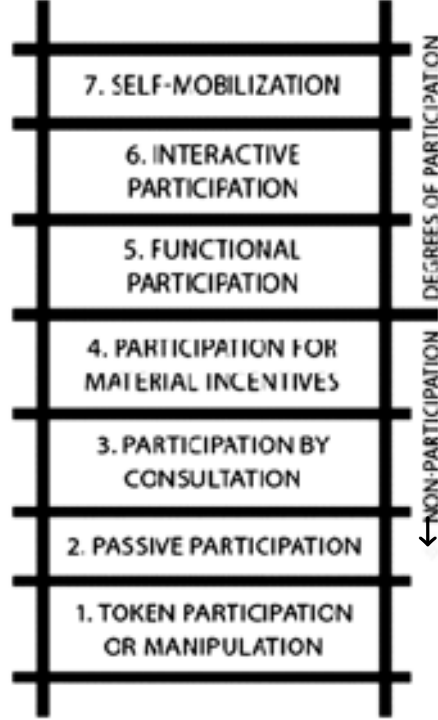 7. SELF-MOBILIZATION
6. INTERACTIVE
PARTICIPATION
5. FUNCTIONAL
PARTICIPATION
4. PARTICIPATION FOR
MATERIAL INCENTIVES
3. PARTICIPATION BY
CONSULTATION
2. PASSIVE PARTICIPATION
1. TOKEN PARTICIPATION
OR MANIPULATION
DEGREES OF PARTICIPATON
NON-PARTICIPATION